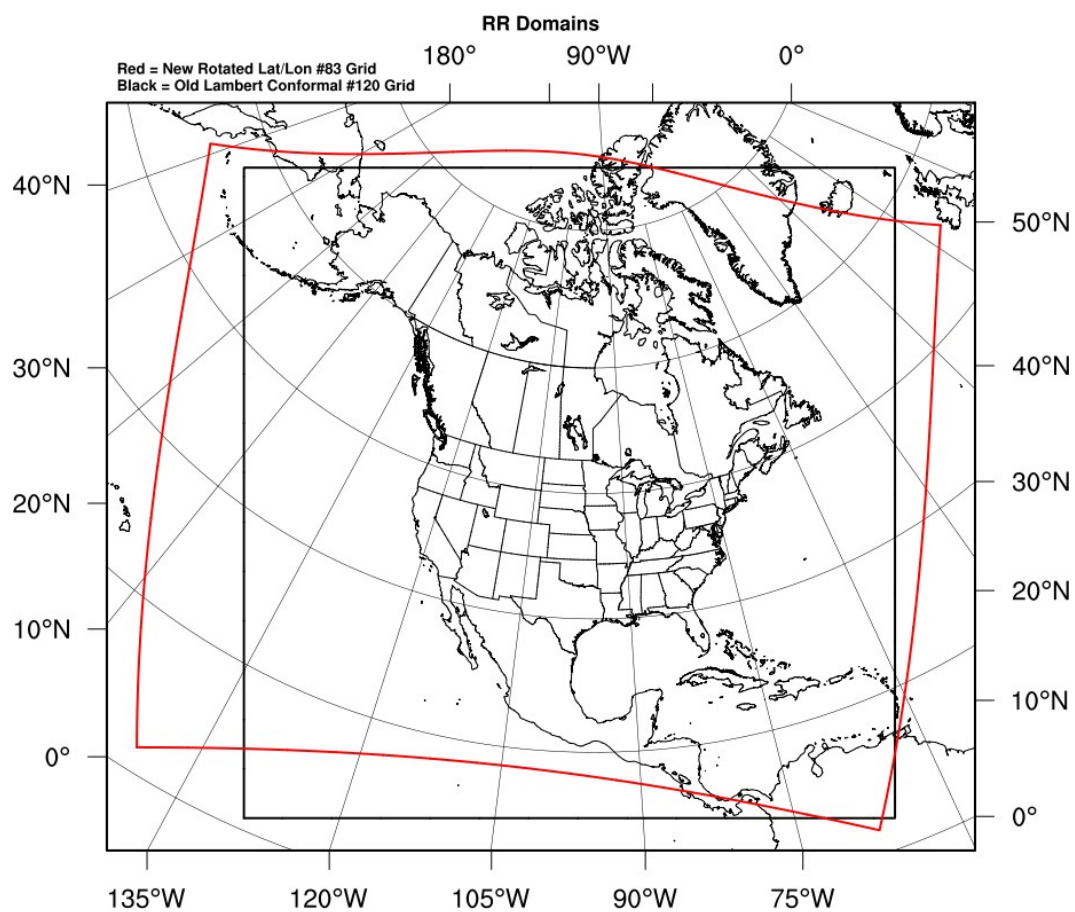 RR Domains
180° 90°W 0°
Red = New Rotated Lat/Lon #83 Grid
Black = Old Lambert Conformal #120 Grid
40°N
50°N
30°N
40°N
20°N
30°N
10°N
20°N
0°
10°N
0°
135°W 120°W 105°W 90°W 75°W